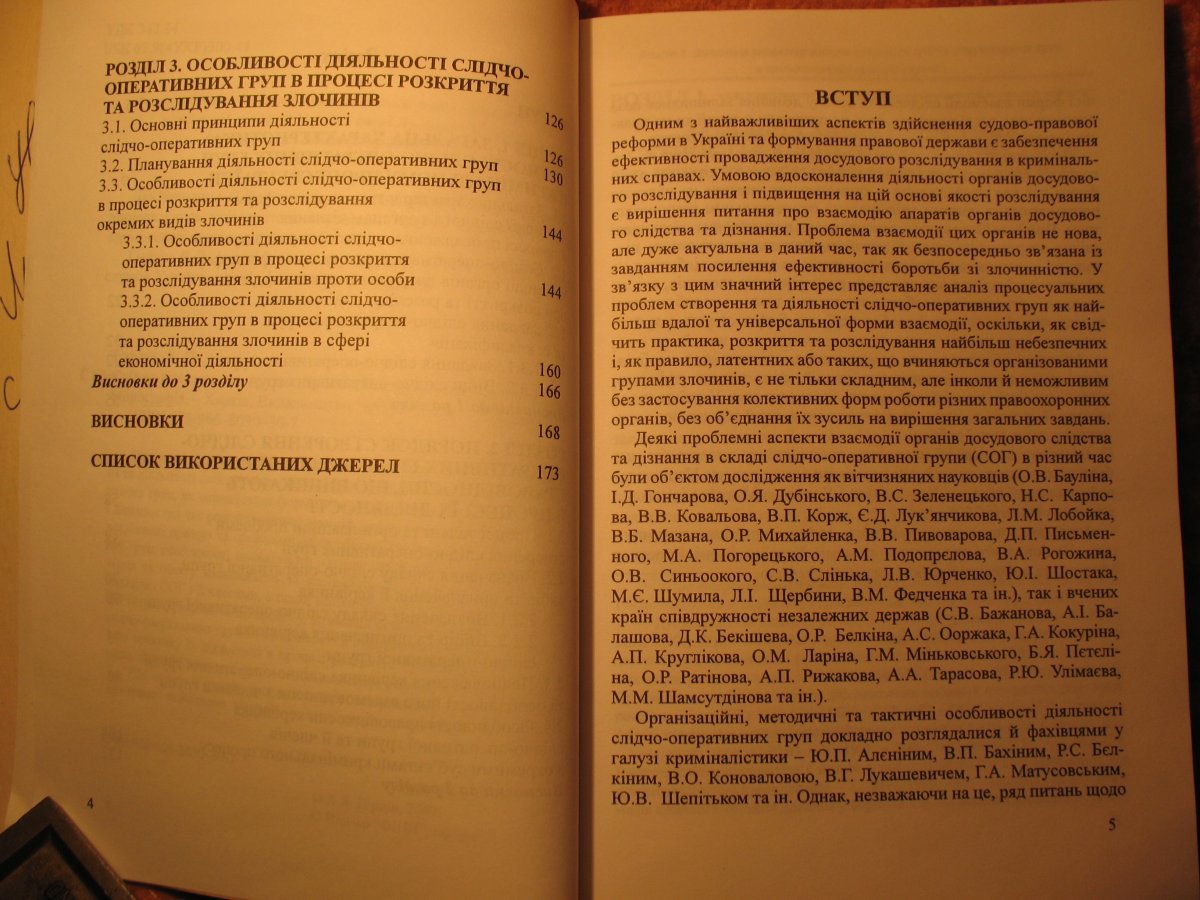 РОЗДІЛ 3. ОСОБЛИВОСТІ ДІЯЛЬНОСТІ СЛІДЧО-
ОПЕРАТИВНИХ ГРУП В ПРОЦЕСІ РОЗКРИТТЯ
ТА РОЗСЛІДУВАННЯ ЗЛОЧИНІВ 126
3.1. Основні принципи діяльності
слідчо-оперативних груп 126
3.2. Планування діяльності слідчо-оперативних груп 130
3.3. Особливості діяльності слідчо-оперативних груп
в процесі розкриття та розслідування
окремих видів злочинів 144
3.3.1. Особливості діяльності слідчо-
оперативних груп в процесі розкриття
та розслідування злочинів проти особи 144
3.3.2. Особливості діяльності слідчо-
оперативних груп в процесі розкриття
та розслідування злочинів в сфері
економічної діяльності 160
Висновки до 3 розділу 166
ВИСНОВКИ 168
СПИСОК ВИКОРИСТАНИХ ДЖЕРЕЛ 173
4
ВСТУП
Одним з найважливіших аспектів здійснення судово-правової
реформи в Україні та формування правової держави є забезпечення
ефективності провадження досудового розслідування в криміналь-
них справах. Умовою вдосконалення діяльності органів досудово-
го розслідування і підвищення на цій основі якості розслідування
є вирішення питання про взаємодію апаратів органів досудово-
го слідства та дізнання. Проблема взаємодії цих органів не нова,
але дуже актуальна в даний час, так як безпосередньо зв’язана із
завданням посилення ефективності боротьби зі злочинністю. У
зв’язку з цим значний інтерес представляє аналіз процесуальних
проблем створення та діяльності слідчо-оперативних груп як най-
більш вдалої та універсальної форми взаємодії, оскільки, як свід-
чить практика, розкриття та розслідування найбільш небезпечних
і, як правило, латентних або таких, що вчиняються організованими
групами злочинів, є не тільки складним, але інколи й неможливим
без застосування колективних форм роботи різних правоохоронних
органів, без об’єднання їх зусиль на вирішення загальних завдань.
Деякі проблемні аспекти взаємодії органів досудового слідства
та дізнання в складі слідчо-оперативної групи (СОГ) в різний час
були об’єктом дослідження як вітчизняних науковців (О.В. Бауліна,
І.Д. Гончарова, О.Я. Дубінського, В.С. Зеленецького, Н.С. Карпо-
ва, В.В. Ковальова, В.П. Корж, Є.Д. Лук’янчикова, Л.М. Лобойка,
В.Б. Мазана, О.Р. Михайленка, В.В. Пивоварова, Д.П. Письмен-
ного, М.А. Погорецького, А.М. Подопрєлова, В.А. Рогожина,
О.В. Синьоокого, С.В. Слінька, Л.В. Юрченко, Ю.І. Шостака,
М.Є. Шумила, Л.І. Щербини, В.М. Федченка та ін.), так і вчених
країн співдружності незалежних держав (С.В. Бажанова, А.І. Ба-
лашова, Д.К. Бекішева, О.Р. Белкіна, А.С. Ооржака, Г.А. Кокуріна,
А.П. Круглікова, О.М. Ларіна, Г.М. Міньковського, Б.Я. Пєтелі-
на, О.Р. Ратінова, А.П. Рижакова, А.А. Тарасова, Р.Ю. Улімаєва,
М.М. Шамсутдінова та ін.).
Організаційні, методичні та тактичні особливості діяльності
слідчо-оперативних груп докладно розглядалися й фахівцями у
галузі криміналістики – Ю.П. Алєніним, В.П. Бахіним, Р.С. Бєл-
кіним, В.О. Коноваловою, В.Г. Лукашевичем, Г.А. Матусовським,
Ю.В. Шепітьком та ін. Однак, незважаючи на це, ряд питань щодо
5